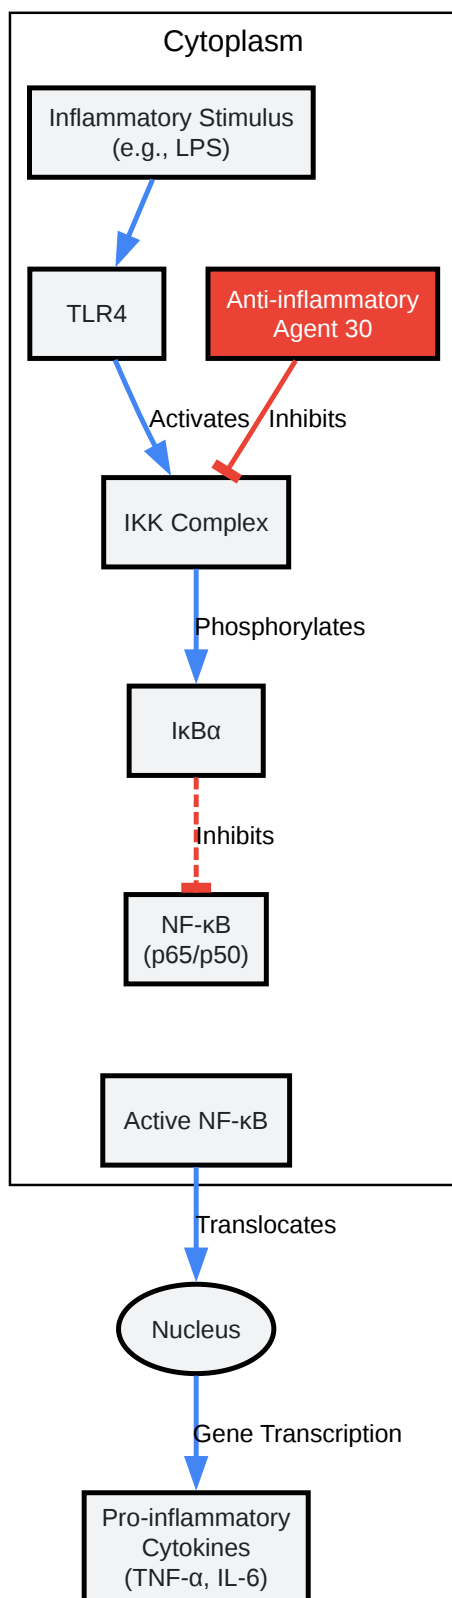 Cytoplasm
Inflammatory Stimulus
(e.g., LPS)
TLR4
Anti-inflammatory
Agent 30
Activates
Inhibits
IKK Complex
Phosphorylates
IκBα
Inhibits
NF-κB
(p65/p50)
Active NF-κB
Translocates
Nucleus
Gene Transcription
Pro-inflammatory
Cytokines
(TNF-α, IL-6)